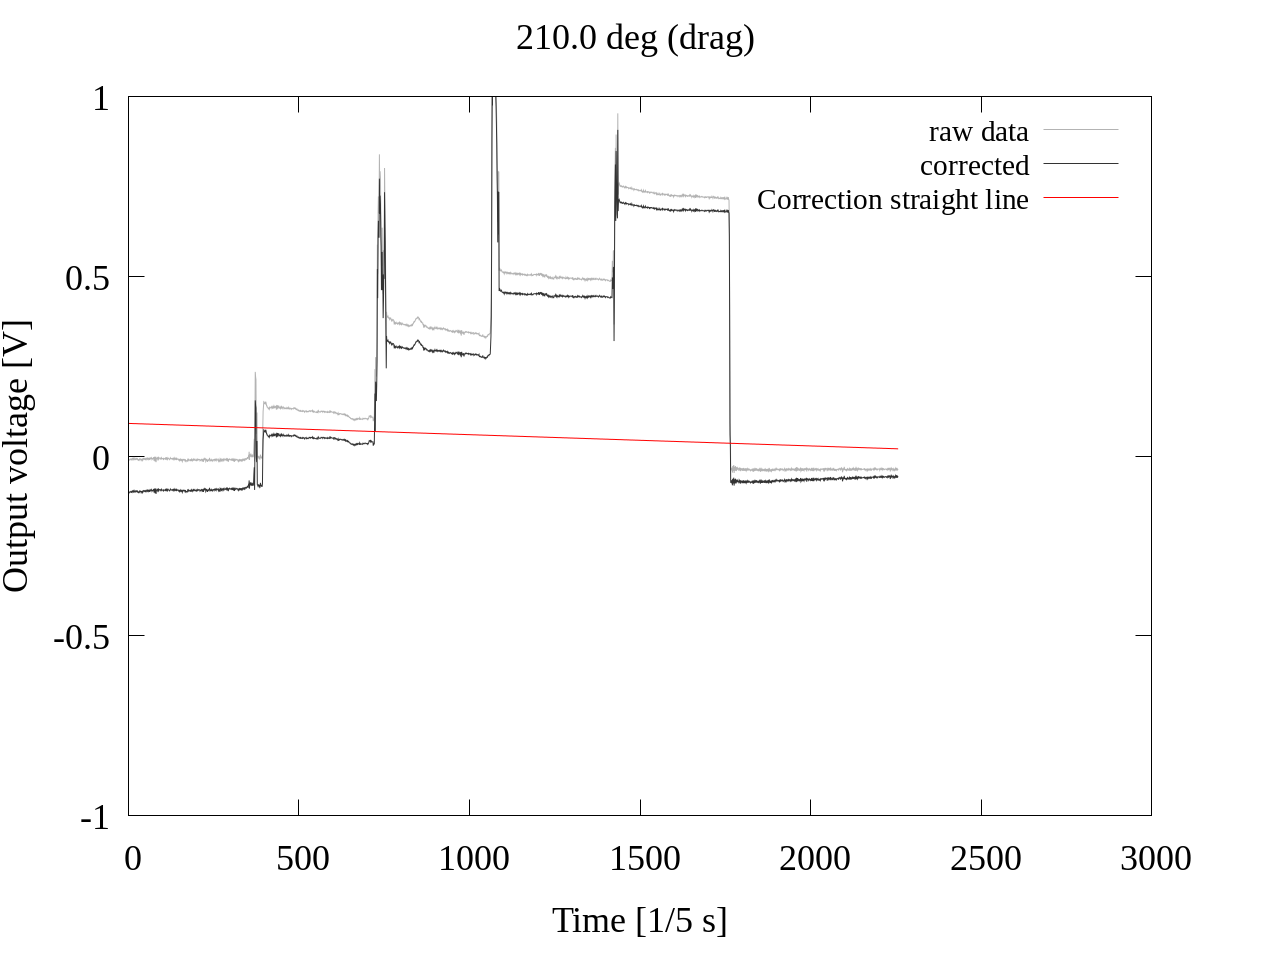 210.0 deg (drag)
1
0.5
0
-0.5
-1
Output voltage [V]
raw data
corrected
Correction straight line
0 500 1000 1500 2000 2500 3000
Time [1/5 s]